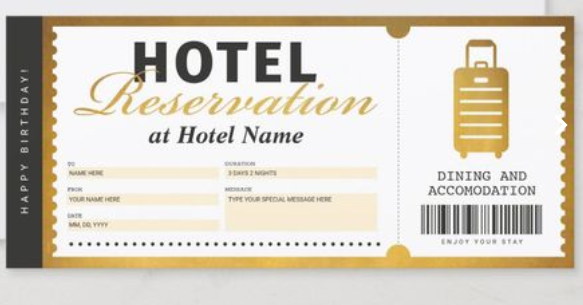 HAPPY BIRTHDAY!
HOTEL
Reservation
at Hotel Name
TO
NAME HERE
FROM
YOUR NAME HERE
DATE
MM, DD, YYYY
DURATION
3 DAYS 2 NIGHTS
MESSAGE
TYPE YOUR SPECIAL MESSAGE HERE
DINING AND
ACCOMODATION
ENJOY YOUR STAY